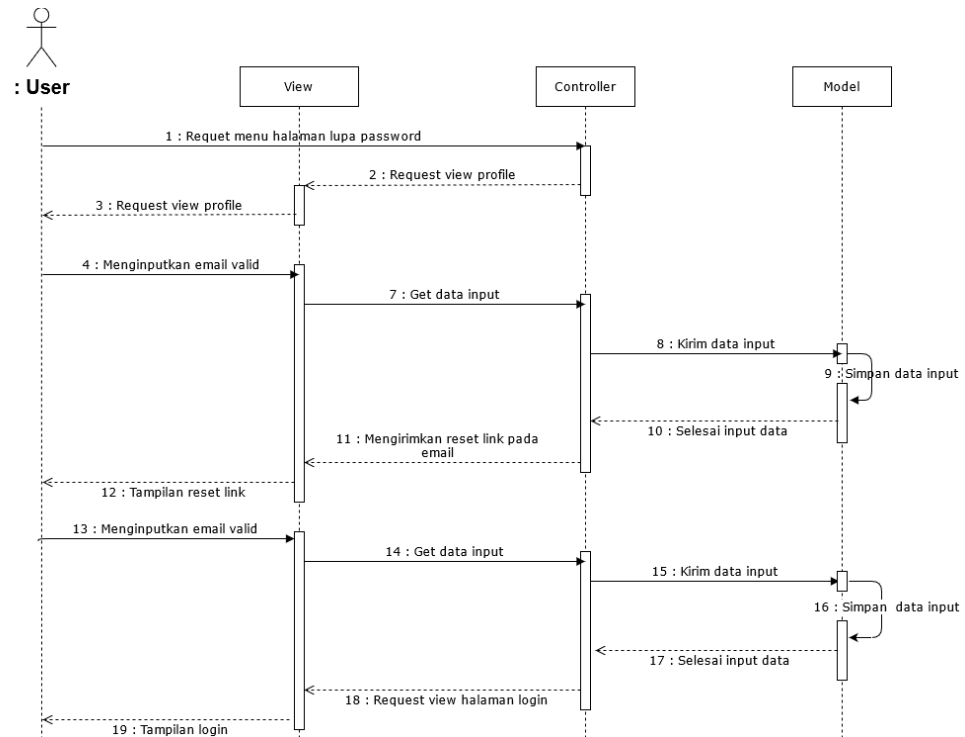 : User
View
Controller
Model
1 : Requet menu halaman lupa password
2 : Request view profile
3 : Request view profile
4 : Menginputkan email valid
7 : Get data input
8 : Kirim data input
9 : Simpan data input
10 : Selesai input data
11 : Mengirimkan reset link pada
email
12 : Tampilan reset link
13 : Menginputkan email valid
14 : Get data input
15 : Kirim data input
16 : Simpan data input
17 : Selesai input data
18 : Request view halaman login
19 : Tampilan login